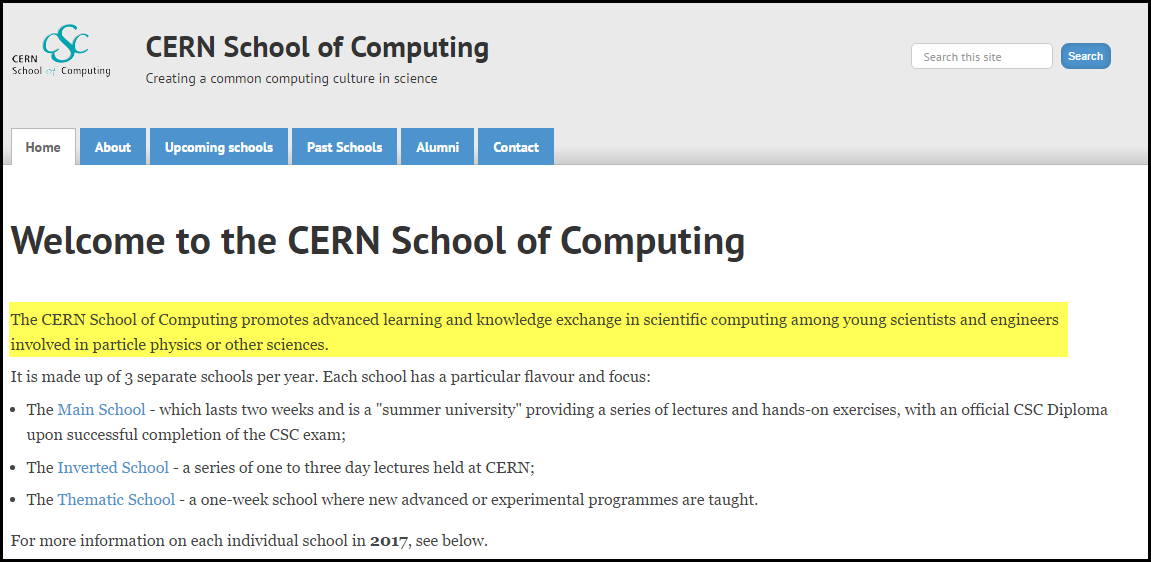 CSC
CERN
School of Computing
CERN School of Computing
Creating a common computing culture in science
Search this site
Search
Home
About
Upcoming schools
Past Schools
Alumni
Contact
Welcome to the CERN School of Computing
The CERN School of Computing promotes advanced learning and knowledge exchange in scientific computing among young scientists and engineers
involved in particle physics or other sciences.
It is made up of 3 separate schools per year. Each school has a particular flavour and focus:
• The Main School - which lasts two weeks and is a "summer university" providing a series of lectures and hands-on exercises, with an official CSC Diploma
upon successful completion of the CSC exam;
• The Inverted School - a series of one to three day lectures held at CERN;
• The Thematic School - a one-week school where new advanced or experimental programmes are taught.
For more information on each individual school in 2017, see below.